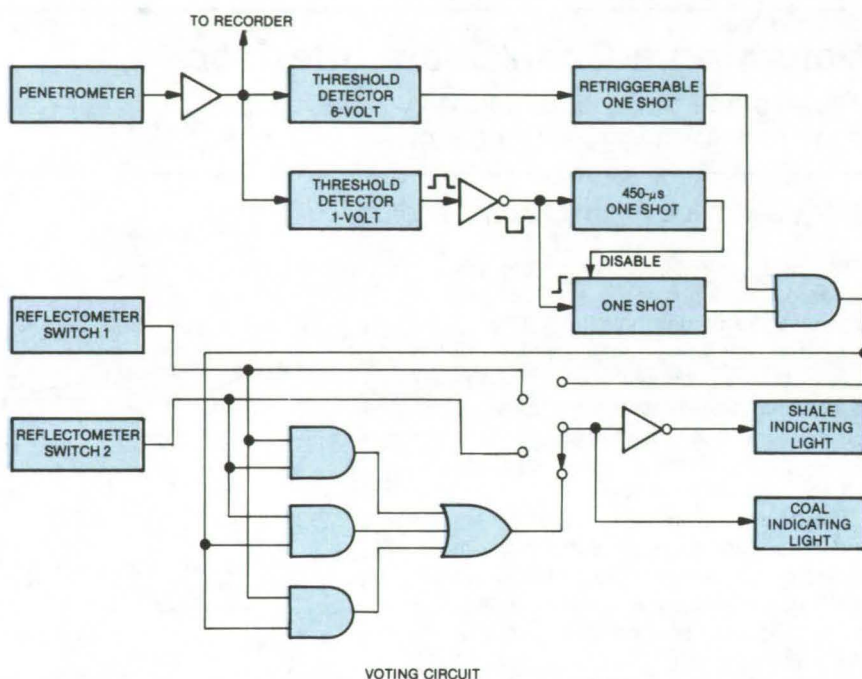 TO RECORDER
PENETROMETER
THRESHOLD
DETECTOR
6-VOLT
RETRIGGERABLE
ONE SHOT
THRESHOLD
DETECTOR
1-VOLT
450-µs
ONE SHOT
DISABLE
ONE SHOT
REFLECTOMETER
SWITCH 1
REFLECTOMETER
SWITCH 2
SHALE
INDICATING
LIGHT
COAL
INDICATING
LIGHT
VOTING CIRCUIT